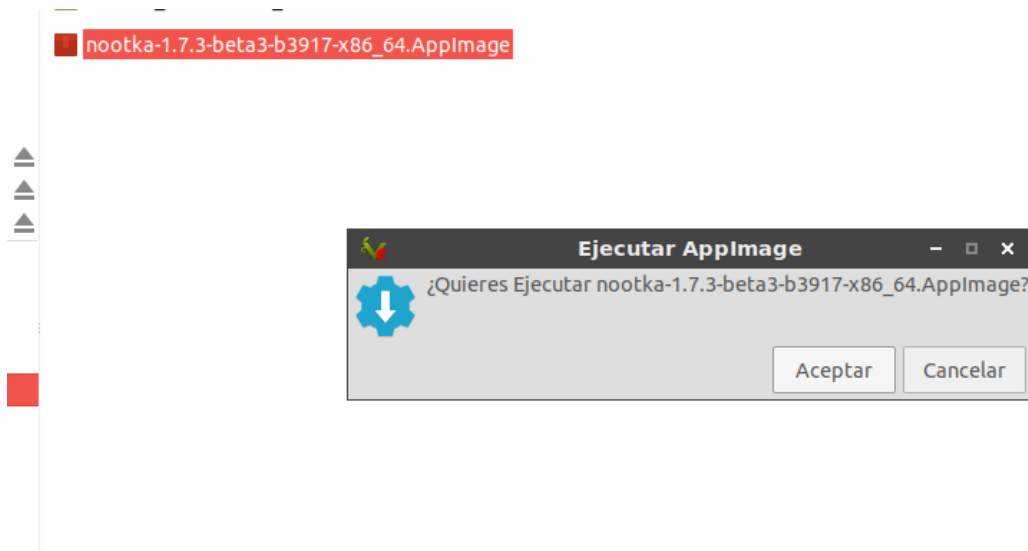 nootka-1.7.3-beta3-b3917-x86_64.AppImage
Ejecutar AppImage
¿Quieres Ejecutar nootka-1.7.3-beta3-b3917-x86_64.AppImage?
Aceptar
Cancelar